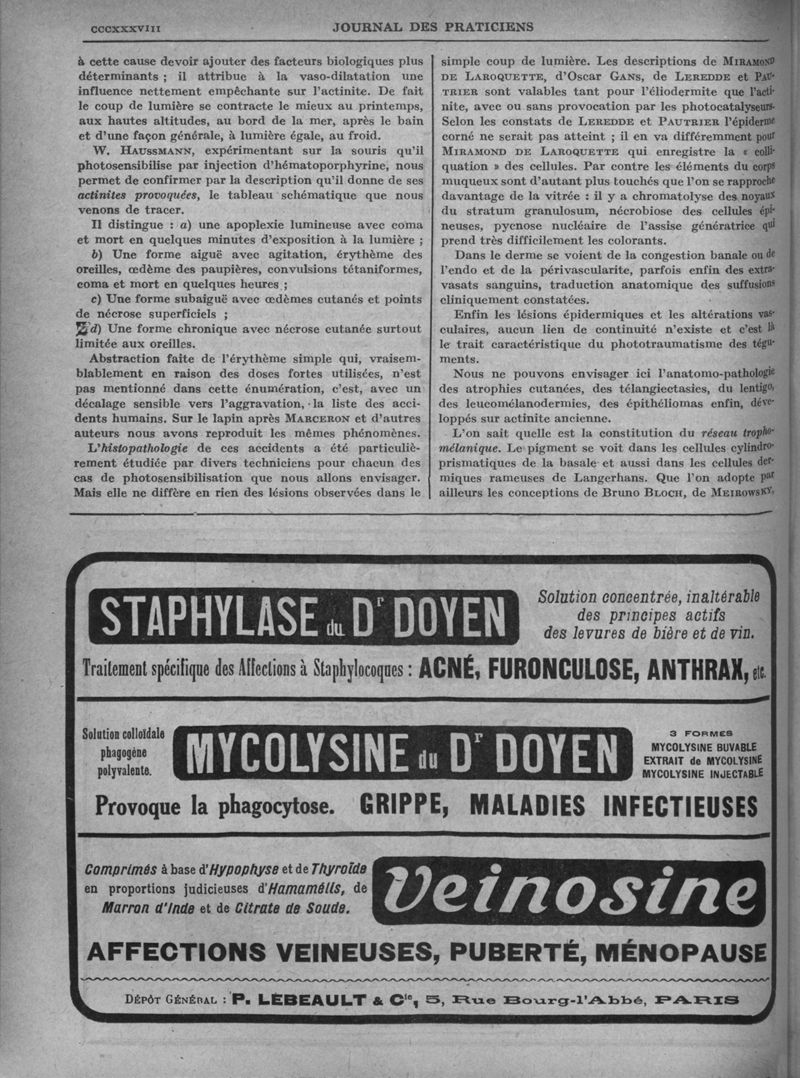 CCCXXXVIII
JOURNAL DES PRATICIENS
à cette cause devoir ajouter des facteurs biologiques plus
déterminants ; il attribue à la vaso-dilatation une
influence nettement empêchante sur l'actinite. De fait
le coup de lumière se contracte le mieux au printemps,
aux hautes altitudes, au bord de la mer, après le bain
et d'une façon générale, à lumière égale, au froid.
W. HAUSSMANN, expérimentant sur la souris qu'il
photosensibilise par injection d'hématoporphyrine, nous
permet de confirmer par la description qu'il donne de ses
actinites provoquées, le tableau schématique que nous
venons de tracer.
Il distingue : a) une apoplexie lumineuse avec coma
et mort en quelques minutes d'exposition à la lumière ;
b) Une forme aiguë avec agitation, érythème des
oreilles, œdème des paupières, convulsions tétaniformes,
coma et mort en quelques heures ;
c) Une forme subaiguë avec œdèmes cutanés et points
de nécrose superficiels ;
d) Une forme chronique avec nécrose cutanée surtout
limitée aux oreilles.
Abstraction faite de l'érythème simple qui, vraisem-
blablement en raison des doses fortes utilisées, n'est
pas mentionné dans cette énumération, c'est, avec un
décalage sensible vers l'aggravation, la liste des acci-
dents humains. Sur le lapin après MARCERON et d'autres
auteurs nous avons reproduit les mêmes phénomènes.
L'histopathologie de ces accidents a été particuliè-
rement étudiée par divers techniciens pour chacun des
cas de photosensibilisation que nous allons envisager.
Mais elle ne diffère en rien des lésions observées dans le
simple coup de lumière. Les descriptions de MIRAMOND
DE LAROQUETTE, d'Oscar GANS, de LEREDDE et PAU-
TRIER sont valables tant pour l'éliodermite que l'acti-
nite, avec ou sans provocation par les photocatalyseurs.
Selon les constats de LEREDDE et PAUTRIER l'épiderme
corné ne serait pas atteint ; il en va différemment pour
MIRAMOND DE LAROQUETTE qui enregistre la « colli-
quation » des cellules. Par contre les éléments du corps
muqueux sont d'autant plus touchés que l'on se rapproche
davantage de la vitrée : il y a chromatolyse des noyaux
du stratum granulosum, nécrobiose des cellules épi-
neuses, pycnose nucléaire de l'assise génératrice qui
prend très difficilement les colorants.
Dans le derme se voient de la congestion banale ou de
l'endo et de la périvascularite, parfois enfin des extra-
vasats sanguins, traduction anatomique des suffusions
cliniquement constatées.
Enfin les lésions épidermiques et les altérations vas-
culaires, aucun lien de continuité n'existe et c'est là
le trait caractéristique du phototraumatisme des tégu-
ments.
Nous ne pouvons envisager ici l'anatomo-pathologie
des atrophies cutanées, des télangiectasies, du lentigo,
des leucomélanodermies, des épithéliomas enfin, déve-
loppés sur actinite ancienne.
L'on sait quelle est la constitution du réseau tropho-
mélanique. Le pigment se voit dans les cellules cylindro-
prismatiques de la basale et aussi dans les cellules der-
miques rameuses de Langerhans. Que l'on adopte par
ailleurs les conceptions de Bruno BLOCH, de MEIROWSKY,
STAPHYLASE du Dr DOYEN
Solution concentrée, inaltérable
des principes actifs
des levures de bière et de vin.
Traitement spécifique des Affections à Staphylocoques : ACNÉ, FURONCULOSE, ANTHRAX, etc.
Solution colloïdale
phagogène
polyvalente.
MYCOLYSINE du Dr DOYEN
3 FORMES
MYCOLYSINE BUVABLE
EXTRAIT de MYCOLYSINE
MYCOLYSINE INJECTABLE
Provoque la phagocytose. GRIPPE, MALADIES INFECTIEUSES
Comprimés à base d'Hypophyse et de Thyroïde
en proportions judicieuses d'Hamamélis, de
Marron d'Inde et de Citrate de Soude.
Veinosine
AFFECTIONS VEINEUSES, PUBERTÉ, MÉNOPAUSE
DÉPÔT GÉNÉRAL : P. LEBEAULT & Cie, 5, Rue Bourg-l'Abbé, PARIS